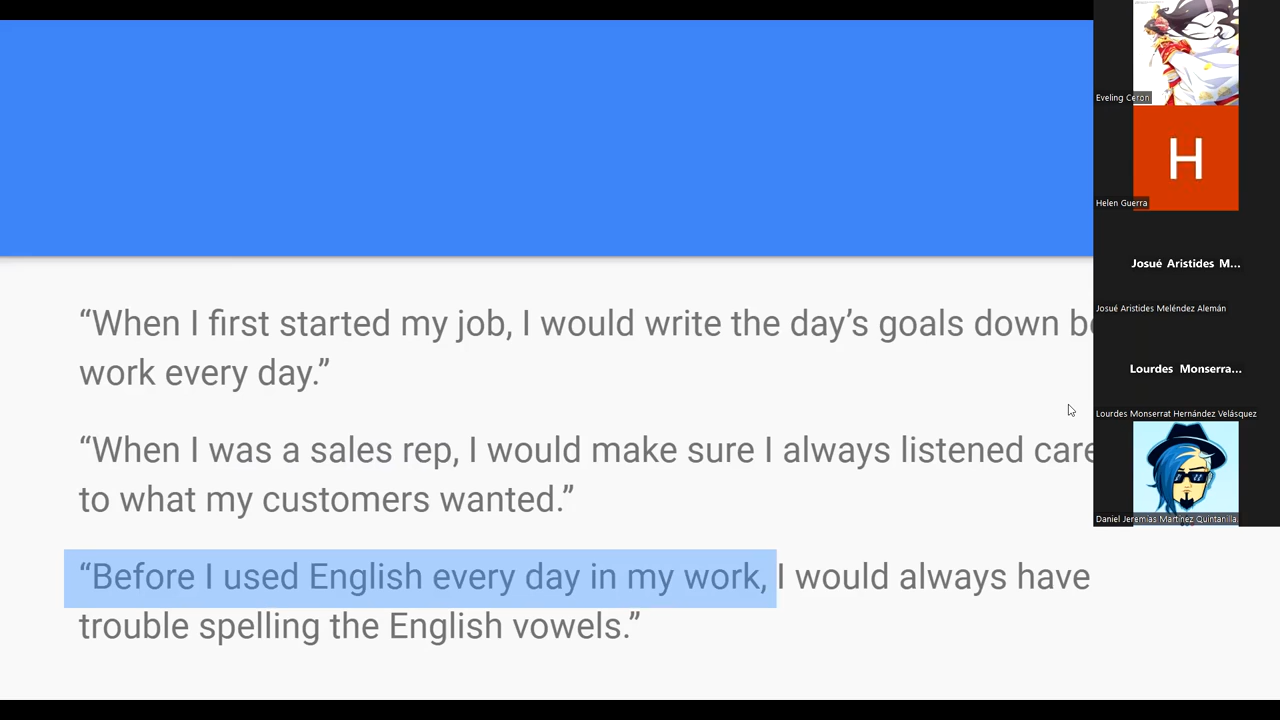 Eveling Ceron
H
Helen Guerra
Josué Aristides M...
Josué Aristides Meléndez Alemán
Lourdes Monserra...
Lourdes Monserrat Hernández Velásquez
Daniel Jeremías Martínez Quintanilla
“When I first started my job, I would write the day’s goals down
work every day.”
“When I was a sales rep, I would make sure I always listened
to what my customers wanted.”
“Before I used English every day in my work, I would always have
trouble spelling the English vowels.”